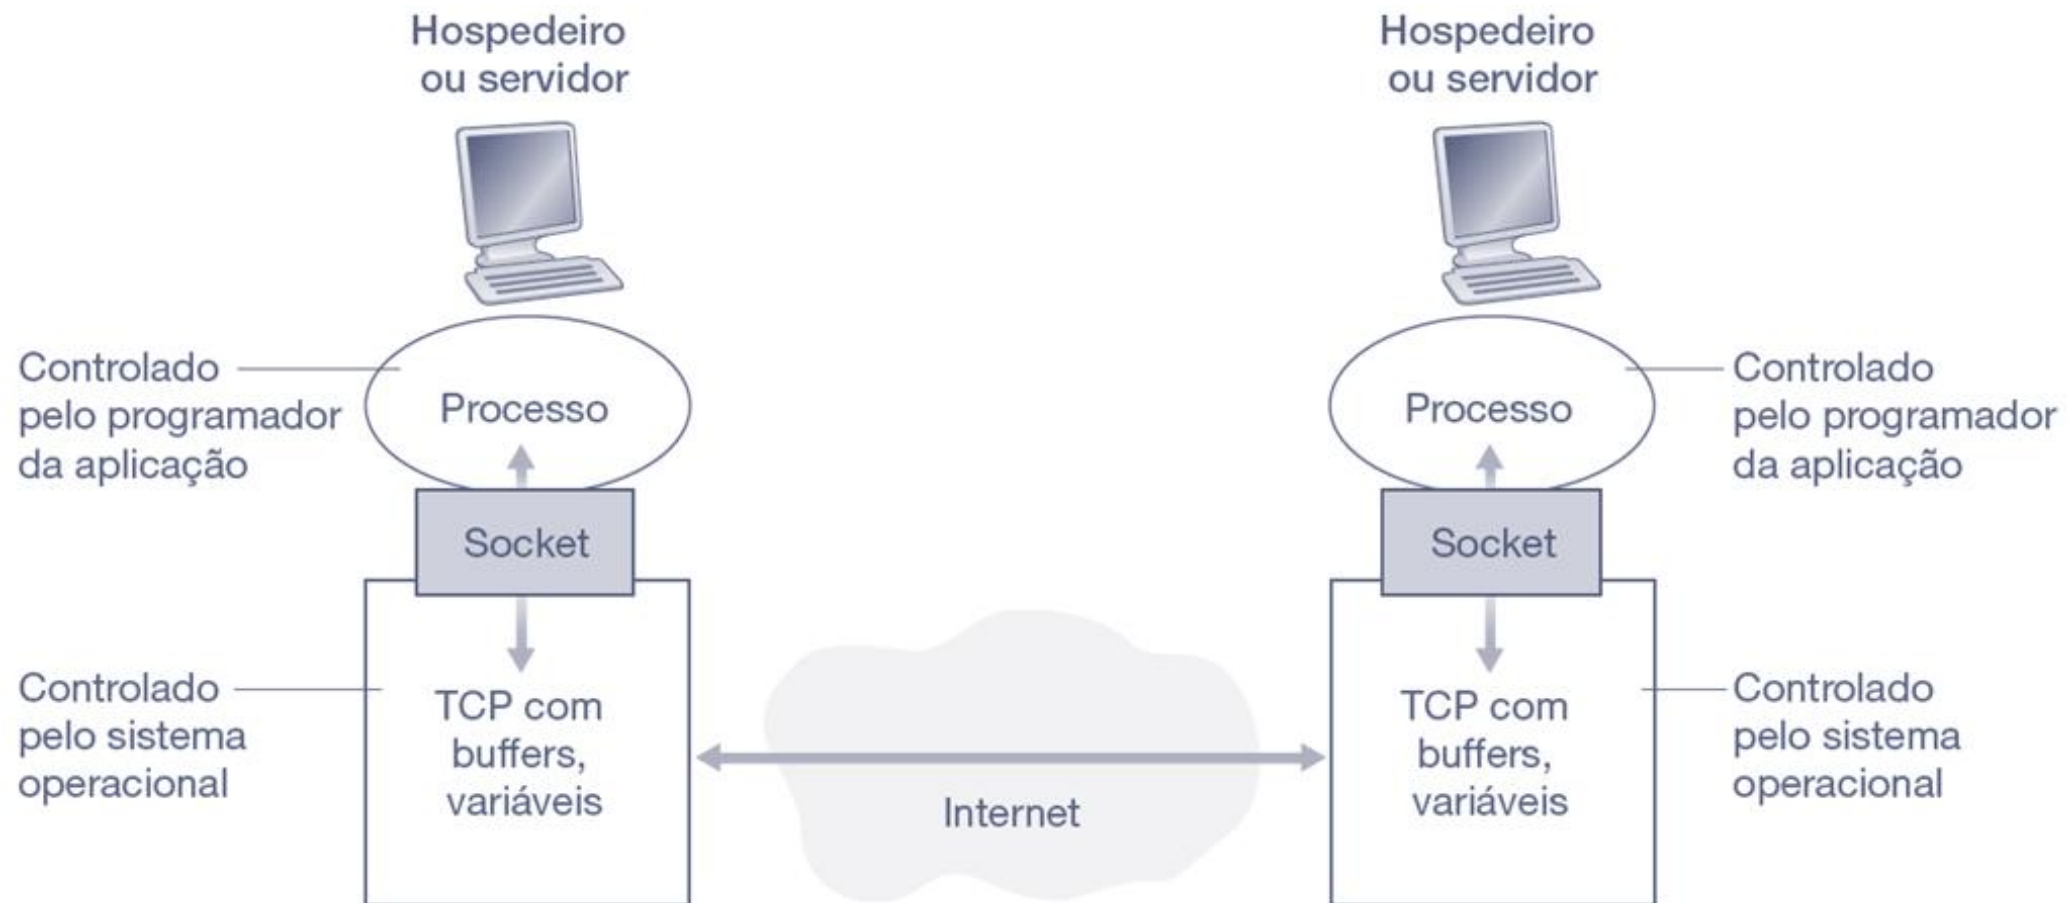 Hospedeiro
ou servidor
Hospedeiro
ou servidor
Controlado
pelo programador
da aplicação
Processo
Processo
Controlado
pelo programador
da aplicação
Socket
Socket
Controlado
pelo sistema
operacional
TCP com
buffers,
variáveis
Internet
TCP com
buffers,
variáveis
Controlado
pelo sistema
operacional